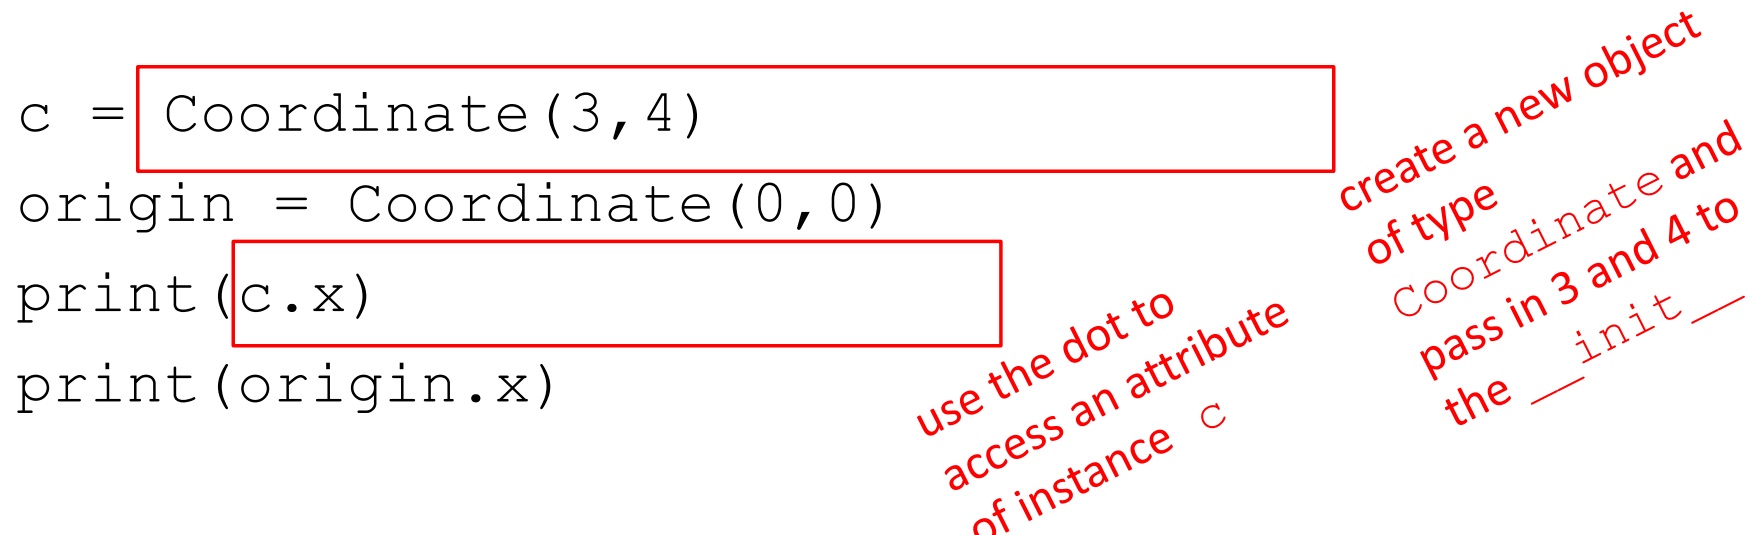 c = Coordinate(3,4)
origin = Coordinate(0,0)
print(c.x)
print(origin.x)
use the dot to
access an attribute
of instance c
create a new object
of type
Coordinate and
pass in 3 and 4 to
the __init__